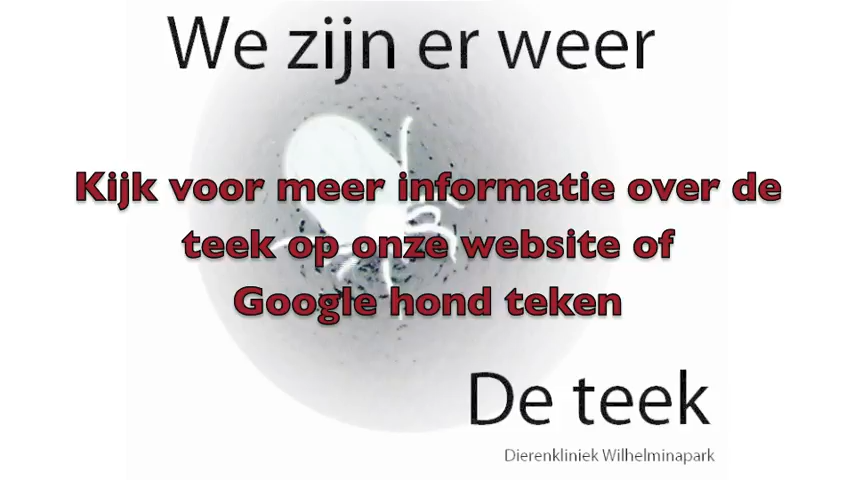 We zijn er weer
Kijk voor meer informatie over de
teek op onze website of
Google hond teken
De teek
Dierenkliniek Wilhelminapark